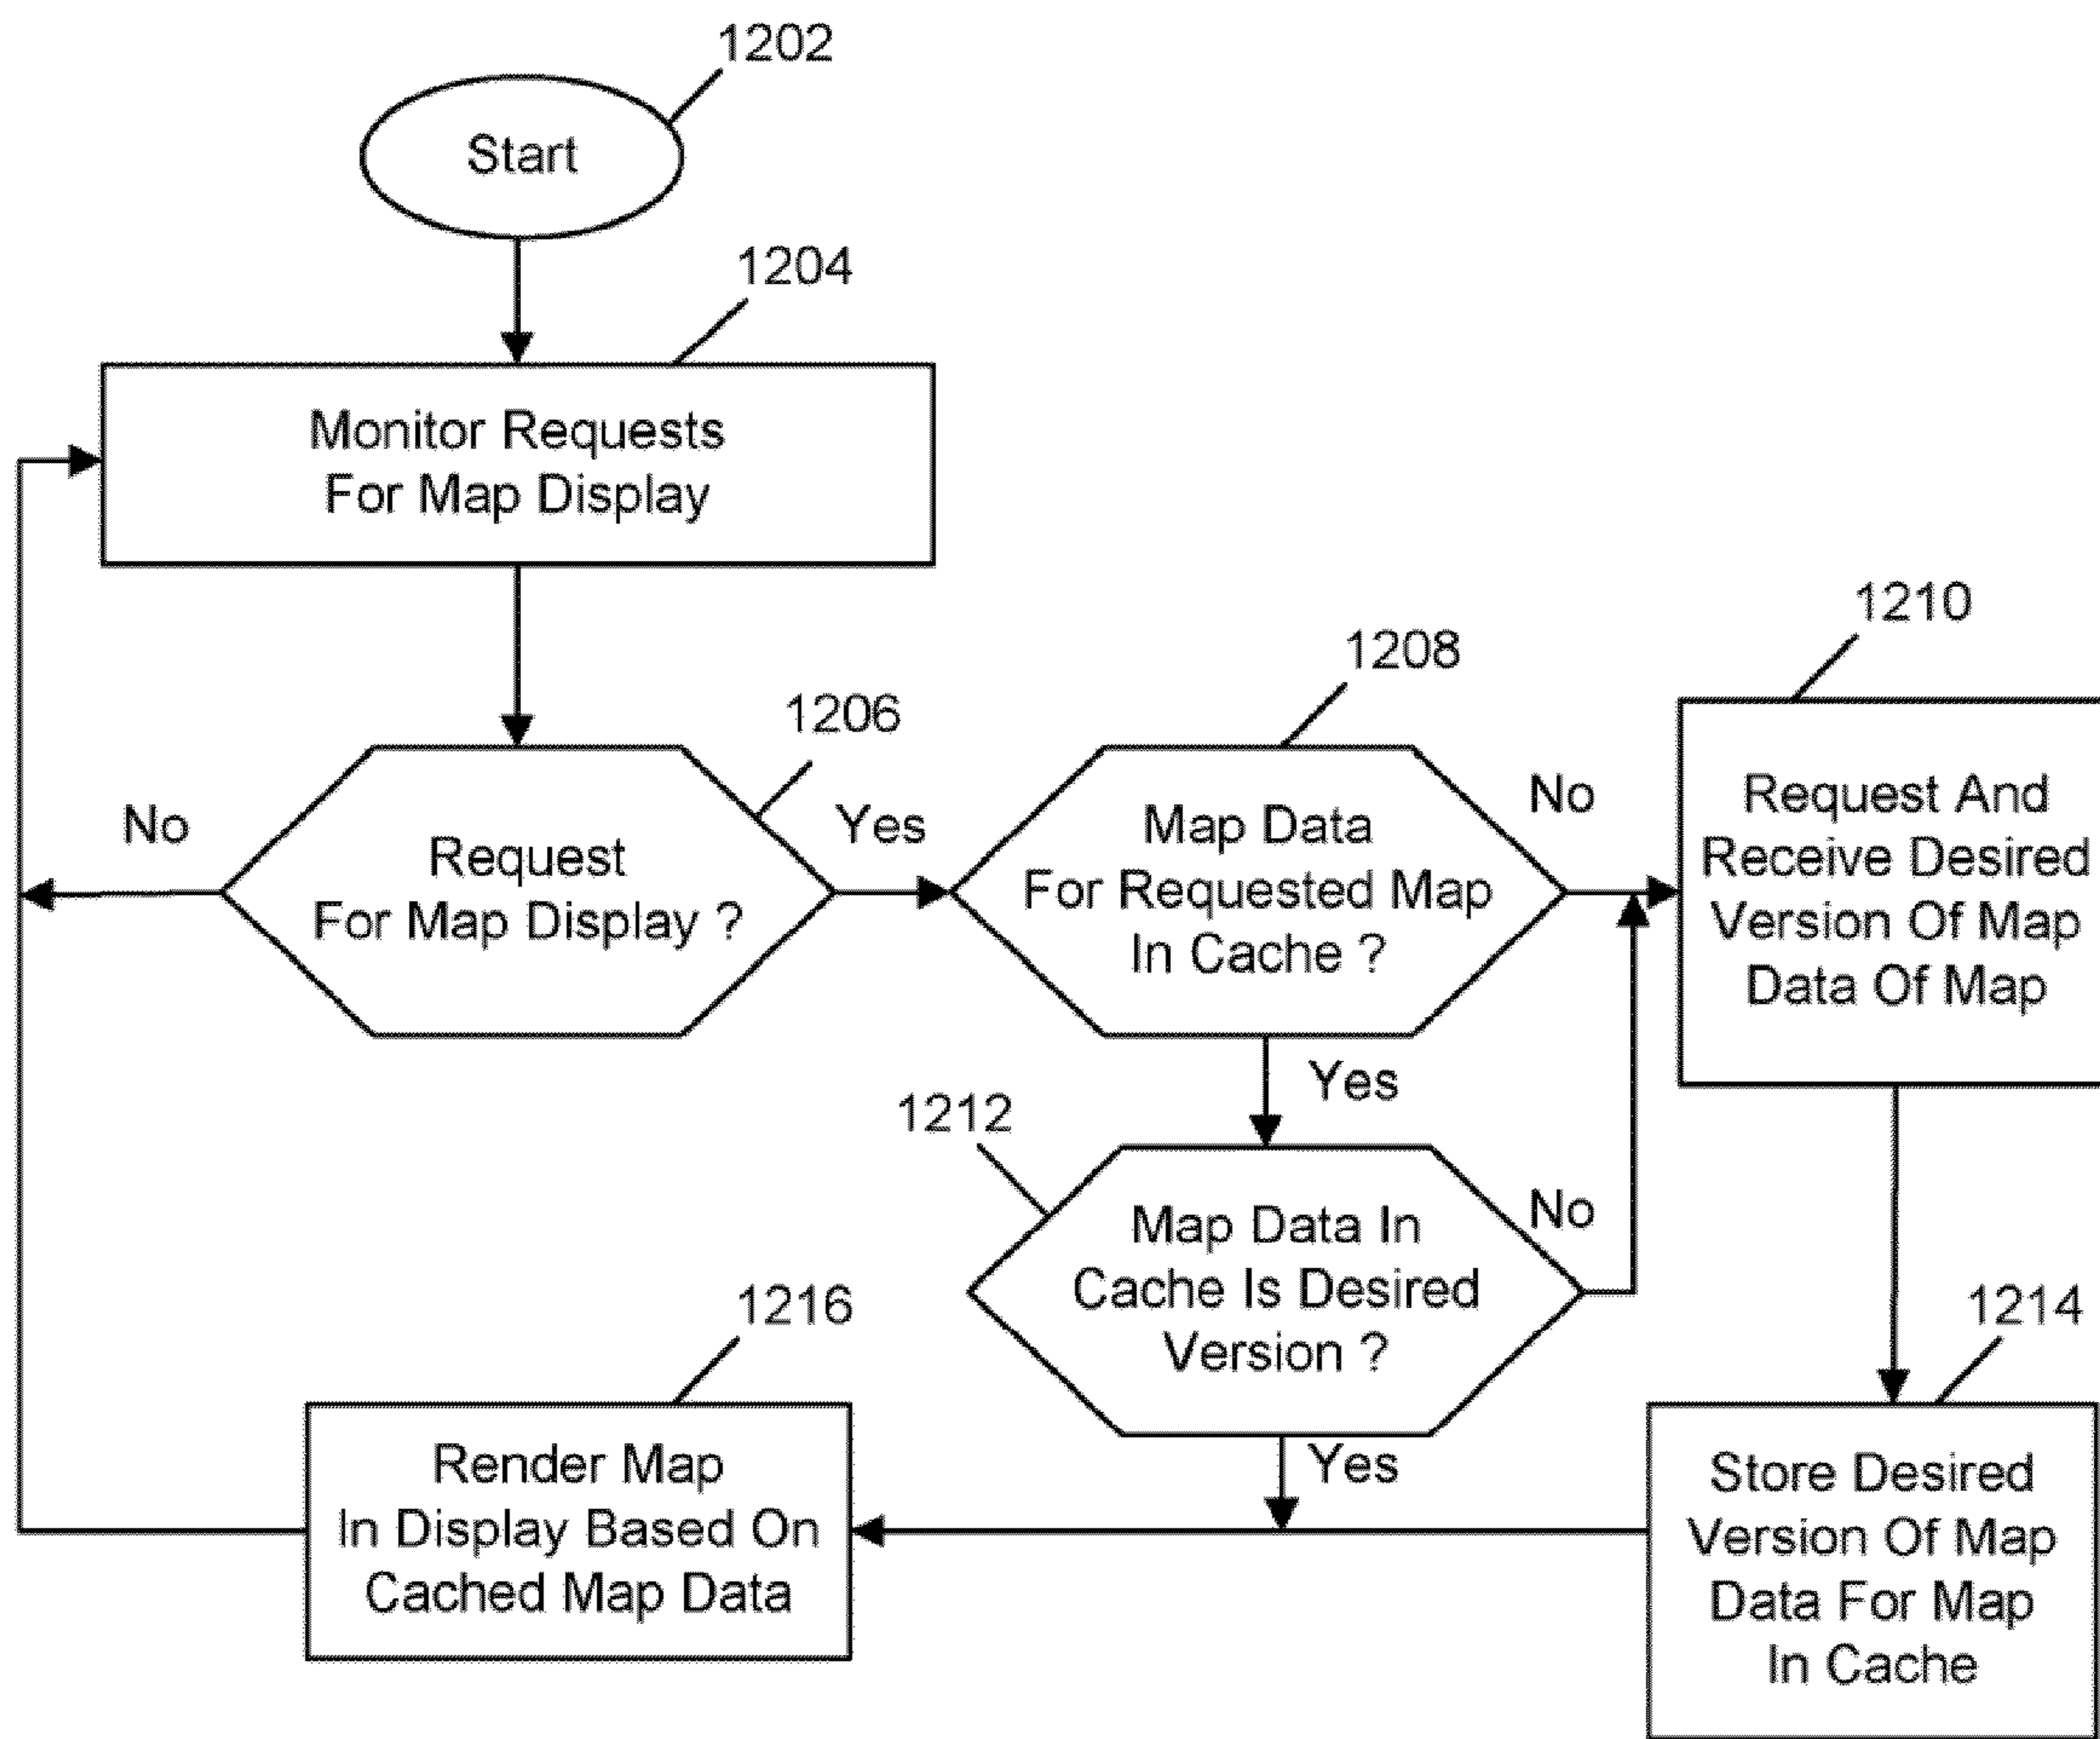 1202
Start
1204
Monitor Requests
For Map Display
1206
No
Request
For Map Display ?
Yes
1208
Map Data
For Requested Map
In Cache ?
No
Yes
1210
Request And
Receive Desired
Version Of Map
Data Of Map
1212
Map Data In
Cache Is Desired
Version ?
No
Yes
1214
Store Desired
Version Of Map
Data For Map
In Cache
1216
Render Map
In Display Based On
Cached Map Data